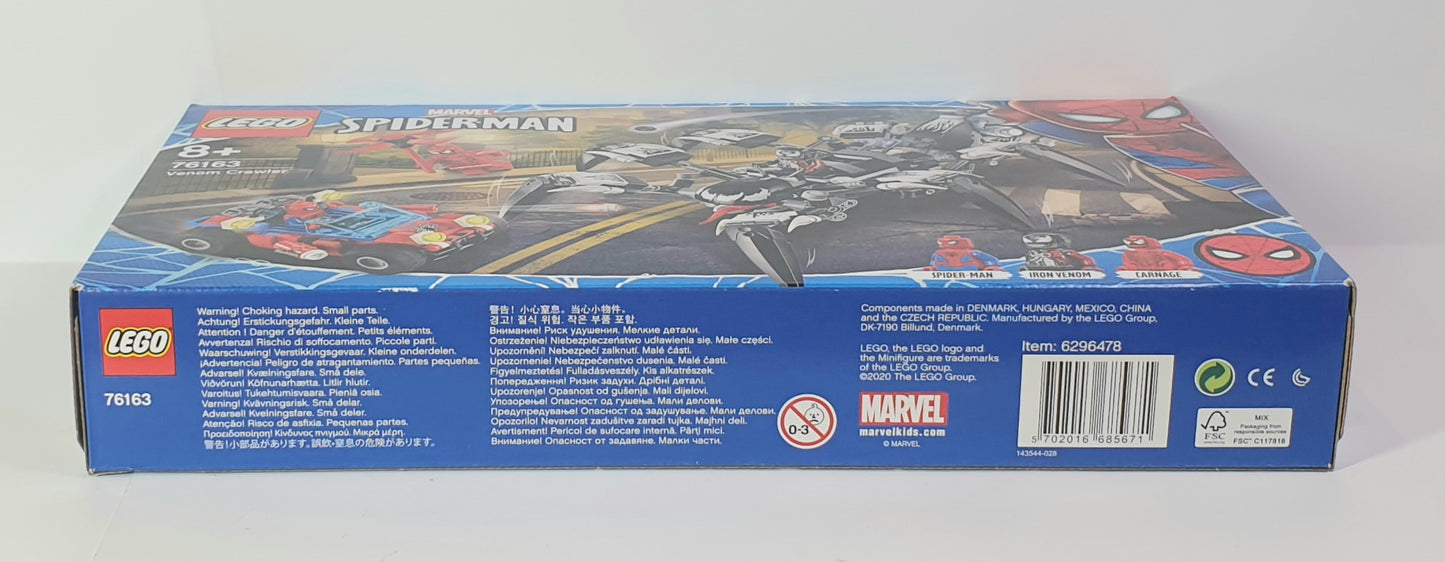 LEGO
MARVEL
SPIDER-MAN
8+
76163
Venom Crawler
SPIDER-MAN
IRON VENOM
CARNAGE
LEGO
76163
Warning! Choking hazard. Small parts.
Achtung! Erstickungsgefahr. Kleine Teile.
Attention ! Danger d'étouffement. Petits éléments.
Avvertenza! Rischio di soffocamento. Piccole parti.
Waarschuwing! Verstikkingsgevaar. Kleine onderdelen.
¡Advertencia! Peligro de atragantamiento. Partes pequeñas.
Advarsel! Kvælningsfare. Små dele.
Viðvörun! Köfnunarhætta. Litlir hlutir.
Varoitus! Tukehtumisvaara. Pieniä osia.
Varning! Kvävningsrisk. Små delar.
Advarsel! Kvelningsfare. Små deler.
Atenção! Risco de asfixia. Pequenas partes.
Προειδοποίηση! Κίνδυνος πνιγμού. Μικρά μέρη.
警告!小部品があります。誤飲・窒息の危険があります。
警告! 小心窒息。当心小物件。
경고! 질식 위험. 작은 부품 포함.
Внимание! Риск удушения. Мелкие детали.
Ostrzeżenie! Niebezpieczeństwo udławienia się. Małe części.
Upozornění! Nebezpečí zalknutí. Malé části.
Upozornenie! Nebezpečenstvo dusenia. Malé časti.
Figyelmeztetés! Fulladásveszély. Kis alkatrészek.
Попередження! Ризик задухи. Дрібні деталі.
Upozorenje! Opasnost od gušenja. Mali dijelovi.
Упозорење! Опасност од гушења. Мали делови.
Предупредување! Опасност од задушување. Мали делови.
Opozorilo! Nevarnost zadušitve zaradi tujka. Majhni deli.
Avertisment! Pericol de sufocare internă. Părți mici.
Внимание! Опасност от задавяне. Малки части.
0-3
Components made in DENMARK, HUNGARY, MEXICO, CHINA
and the CZECH REPUBLIC. Manufactured by the LEGO Group,
DK-7190 Billund, Denmark.
LEGO, the LEGO logo and
the Minifigure are trademarks
of the LEGO Group.
©2020 The LEGO Group.
MARVEL
marvelkids.com
© MARVEL
Item: 6296478
5 702016 685671
143544-028
CE
FSC
www.fsc.org
MIX
Packaging from
responsible sources
FSC™ C117818